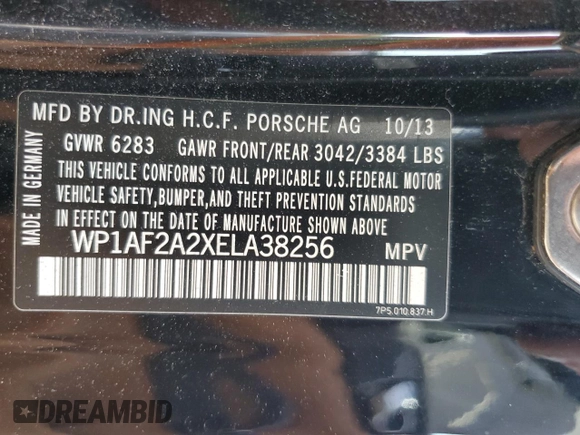 MFD BY DR.ING H.C.F. PORSCHE AG 10/13
GVWR 6283 GAWR FRONT/REAR 3042/3384 LBS
THIS VEHICLE CONFORMS TO ALL APPLICABLE U.S.FEDERAL MOTOR
VEHICLE SAFETY,BUMPER,AND THEFT PREVENTION STANDARDS
IN EFFECT ON THE DATE OF MANUFACTURE SHOWN ABOVE.
WP1AF2A2XELA38256 MPV
7P5.010.837.H
MADE IN GERMANY
DREAMBID